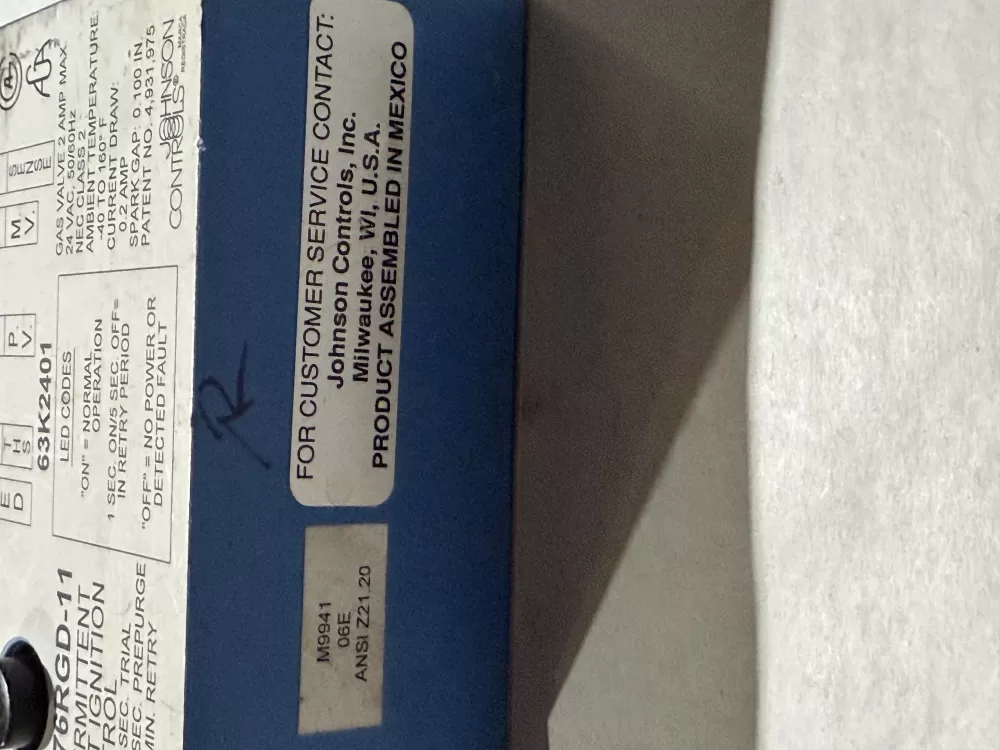 E
D
T
H
S
P.
V.
M
V.
SENSE
63K2401
LED CODES
"ON" = NORMAL
OPERATION
1 SEC. ON/5 SEC. OFF=
IN RETRY PERIOD
"OFF" = NO POWER OR
DETECTED FAULT
GAS VALVE 2 AMP MAX.
24 VAC, 50/60Hz
NEC CLASS 2
AMBIENT TEMPERATURE:
-40 TO 160° F
CURRENT DRAW:
0.2 AMP
SPARK GAP: 0.100 IN.
PATENT NO. 4,931,975
JOHNSON
CONTROLS®
76RGD-11
RMITTENT
T IGNITION
TROL
SEC. TRIAL
SEC. PREPURGE
MIN. RETRY
FOR CUSTOMER SERVICE CONTACT:
Johnson Controls, Inc.
Milwaukee, WI, U.S.A.
PRODUCT ASSEMBLED IN MEXICO
M9941
06E
ANSI Z21.20